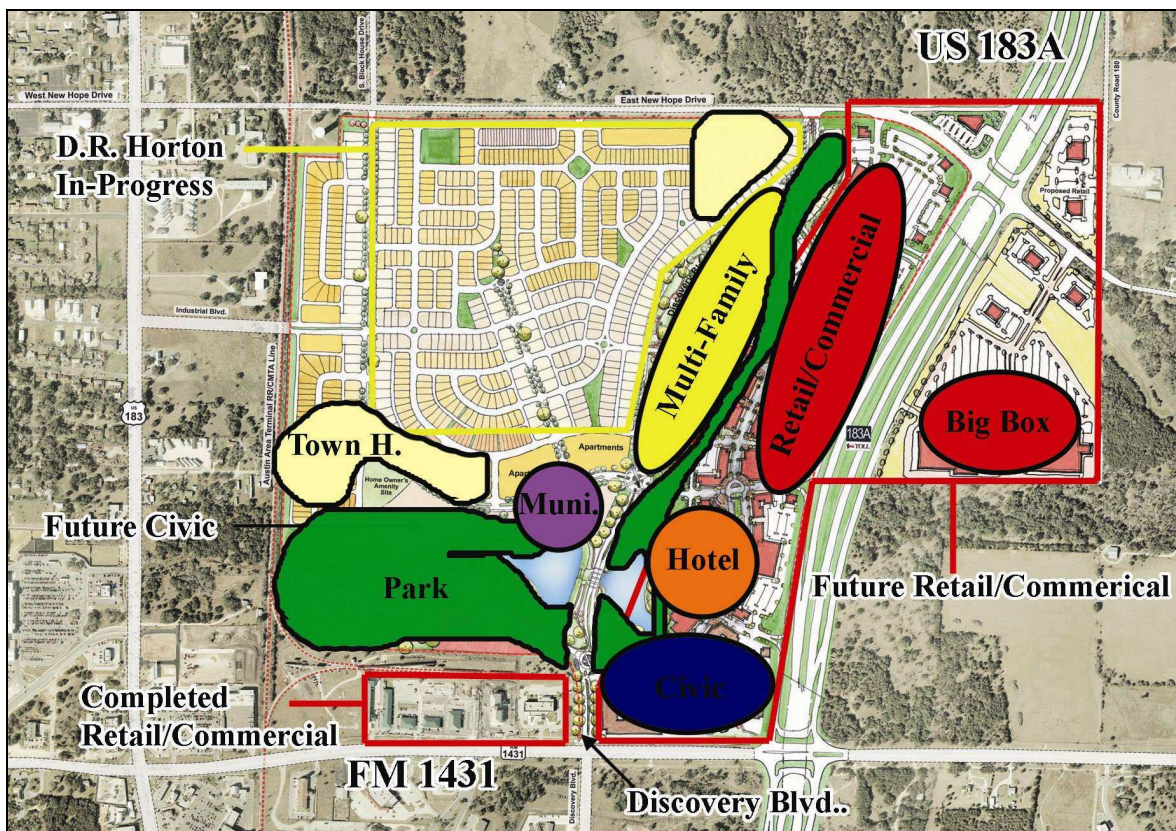 US 183A
S. Block House Drive
County Road 180
West New Hope Drive
East New Hope Drive
D.R. Horton
In-Progress
Proposed Retail
Multi-Family
Retail/Commercial
Industrial Blvd.
Austin Area Terminal RR/CMTA Line
US
183
Big Box
183A
TOLL
Town H.
Apartments
Home Owner's
Amenity
Site
Muni.
Future Civic
Hotel
Park
Future Retail/Commerical
Civic
Completed
Retail/Commercial
1431
FM 1431
Discovery Blvd.
Discovery Blvd..